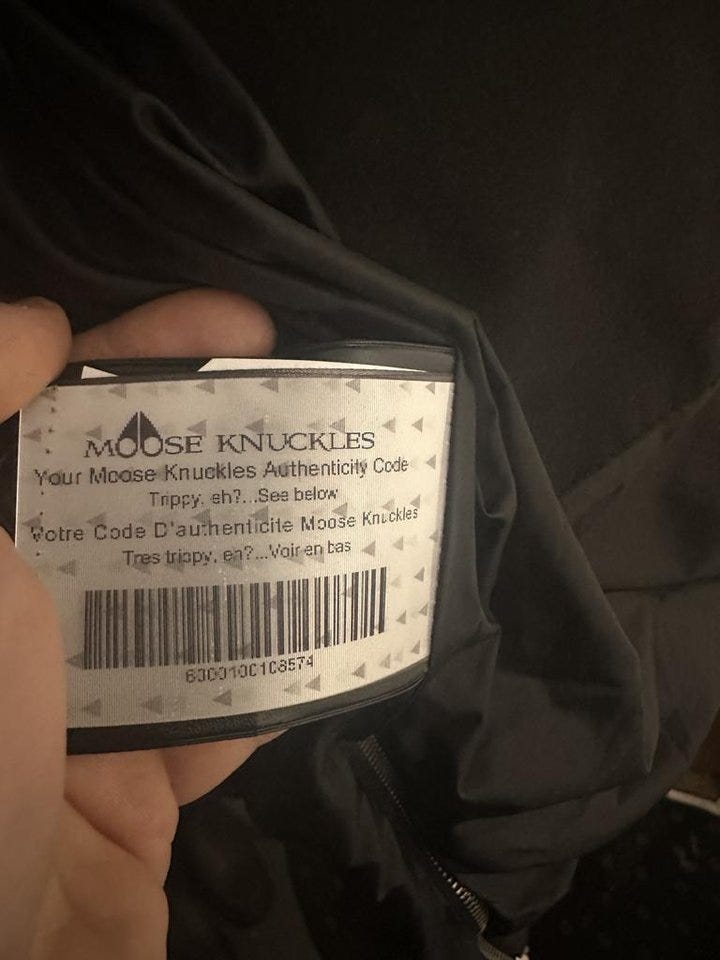 MOOSE KNUCKLES
Your Moose Knuckles Authenticity Code
Trippy, eh?...See below
Votre Code D'authenticite Moose Knuckles
Tres trippy, eh?...Voir en bas
6300100108574